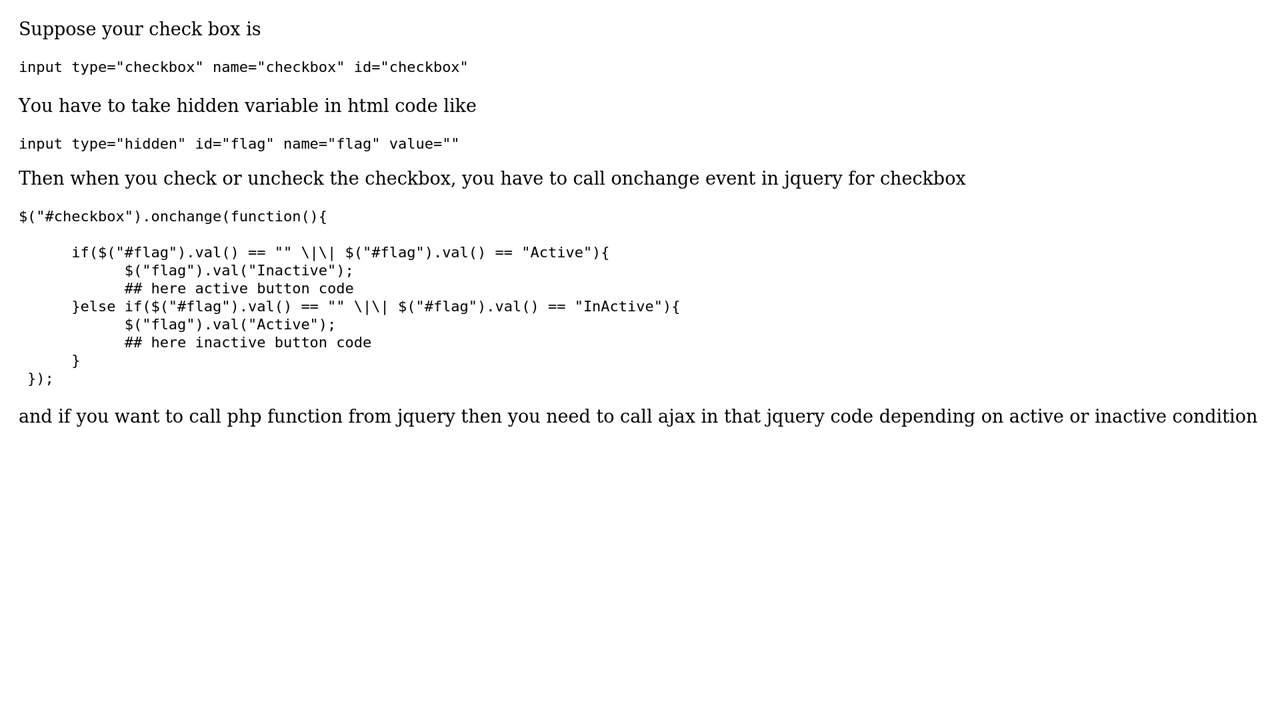 Suppose your check box is
input type="checkbox" name="checkbox" id="checkbox"
You have to take hidden variable in html code like
input type="hidden" id="flag" name="flag" value=""
Then when you check or uncheck the checkbox, you have to call onchange event in jquery for checkbox
$("#checkbox").onchange(function(){
if($("#flag").val() == "" \|\| $("#flag").val() == "Active"){
$("flag").val("Inactive");
## here active button code
}else if($("#flag").val() == "" \|\| $("#flag").val() == "InActive"){
$("flag").val("Active");
## here inactive button code
}
});
and if you want to call php function from jquery then you need to call ajax in that jquery code depending on active or inactive condition